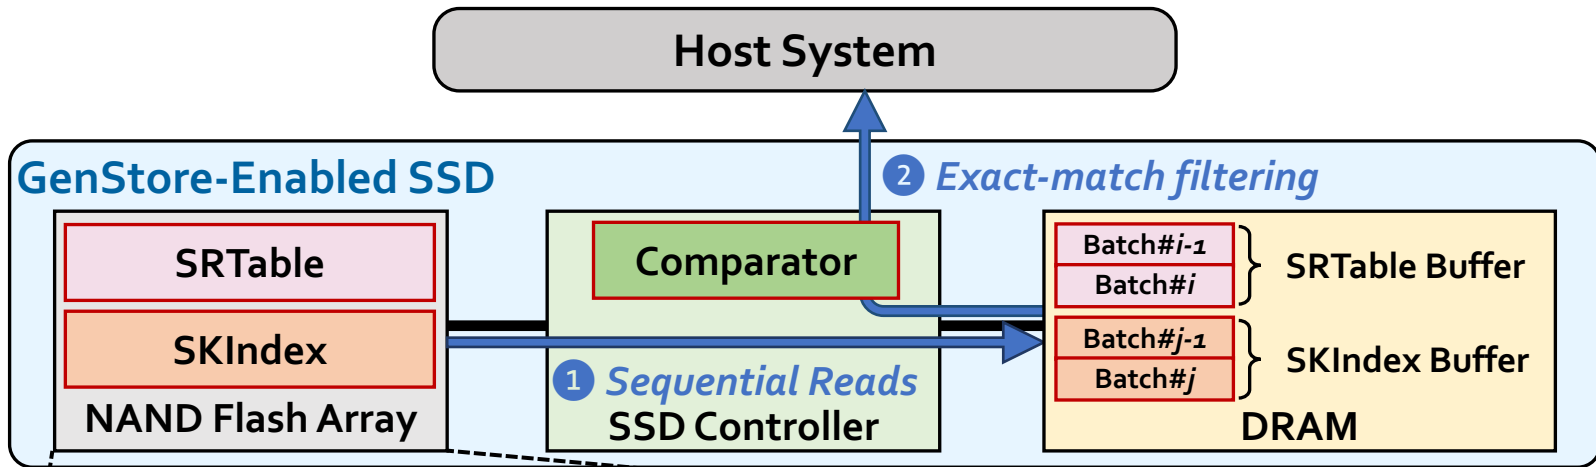 Host System
GenStore-Enabled SSD
2 Exact-match filtering
SRTable
SKIndex
NAND Flash Array
Comparator
1 Sequential Reads
SSD Controller
Batch#i-1
Batch#i
SRTable Buffer
Batch#j-1
Batch#j
SKIndex Buffer
DRAM